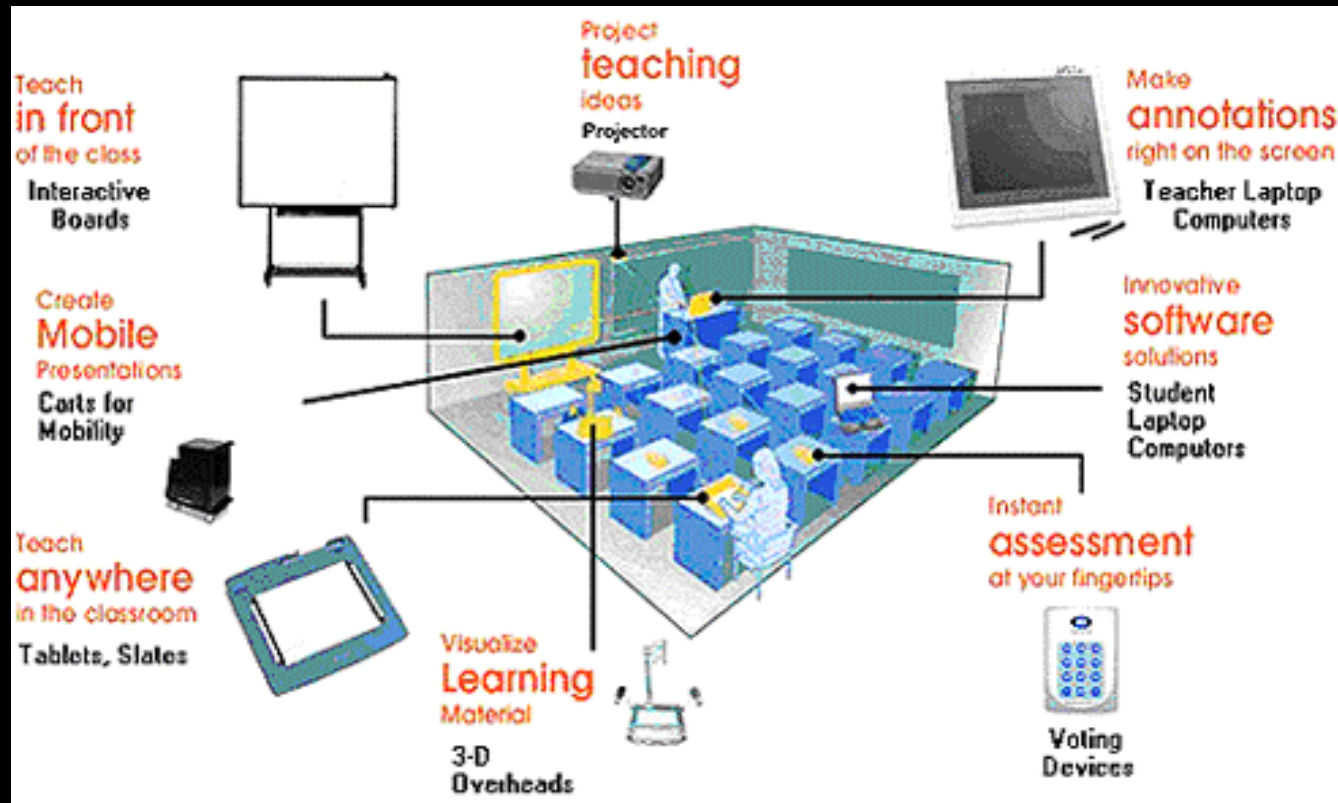 Teach
in front
of the class
Interactive
Boards
Project
teaching
ideas
Projector
Make
annotations
right on the screen
Teacher Laptop
Computers
Create
Mobile
Presentations
Carts for
Mobility
Innovative
software
solutions
Student
Laptop
Computors
Teach
anywhere
in the classroom
Tablets, Slates
Visualize
Learning
Material
3-D
Overheads
Instant
assessment
at your fingertips
Voting
Devices